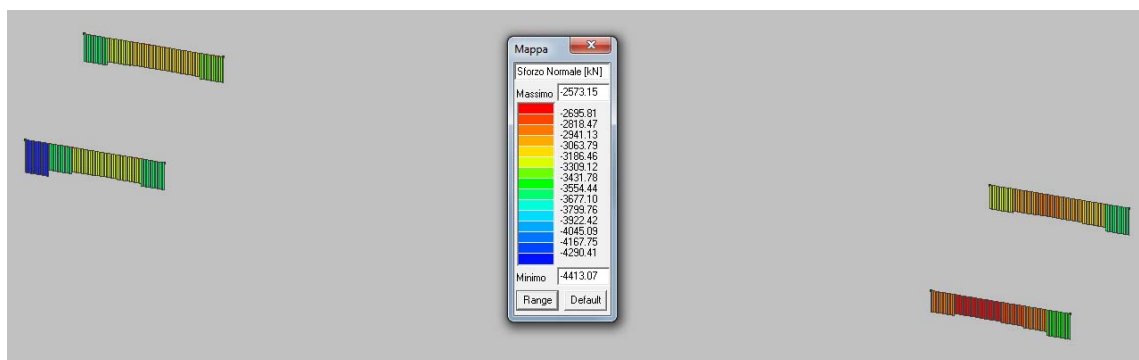 Mappa
Sforzo Normale [kN]
Massimo -2573.15
-2695.81
-2818.47
-2941.13
-3063.79
-3186.46
-3309.12
-3431.78
-3554.44
-3677.10
-3799.76
-3922.42
-4045.09
-4167.75
-4290.41
Minimo -4413.07
Range Default